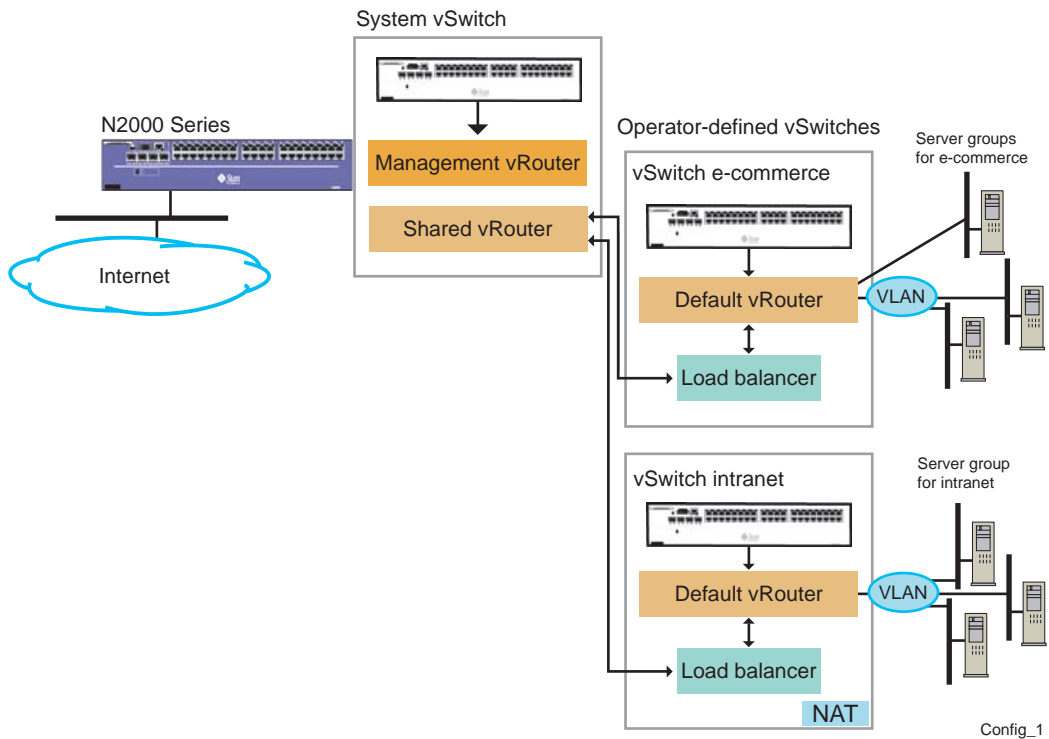 System vSwitch
N2000 Series
Management vRouter
Shared vRouter
Internet
Operator-defined vSwitches
vSwitch e-commerce
Default vRouter
Load balancer
VLAN
Server groups
for e-commerce
vSwitch intranet
Default vRouter
Load balancer
NAT
VLAN
Server group
for intranet
Config_1